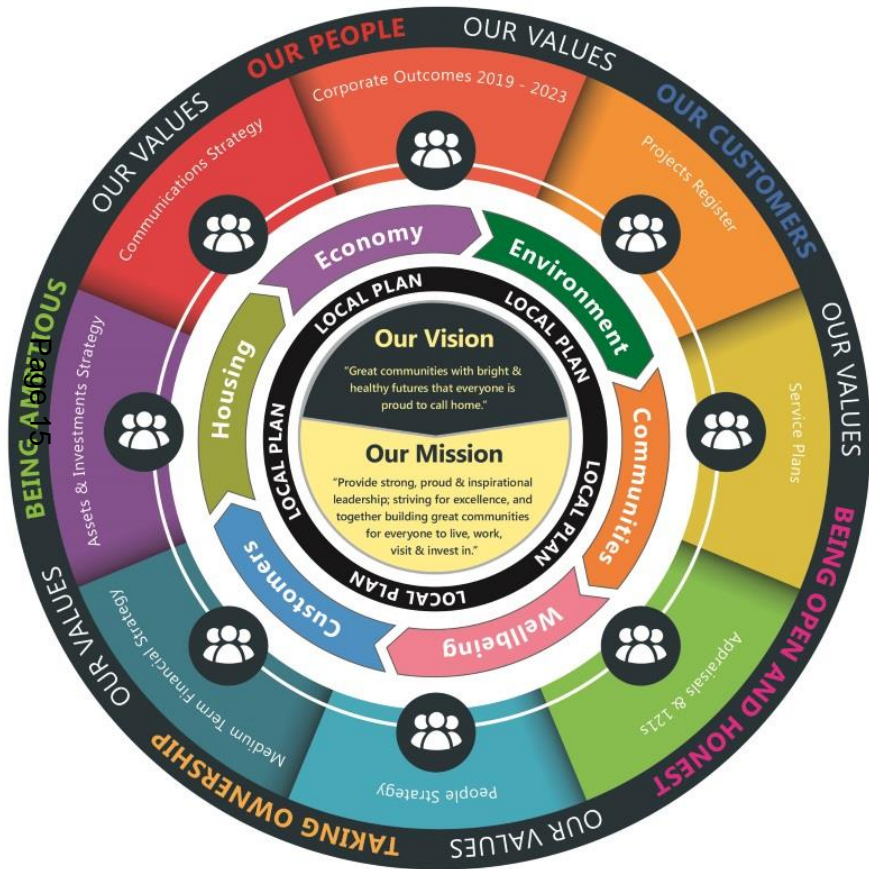 OUR PEOPLE
OUR VALUES
OUR CUSTOMERS
OUR VALUES
BEING OPEN AND HONEST
OUR VALUES
TAKING OWNERSHIP
OUR VALUES
BEING AMBITIOUS
OUR VALUES
Page 15
Corporate Outcomes 2019 - 2023
Projects Register
Service Plans
Appraisals & 121s
People Strategy
Medium Term Financial Strategy
Assets & Investments Strategy
Communications Strategy
Economy
Environment
Communities
Wellbeing
Customers
Housing
LOCAL PLAN
LOCAL PLAN
LOCAL PLAN
LOCAL PLAN
LOCAL PLAN
LOCAL PLAN
Our Vision
“Great communities with bright &
healthy futures that everyone is
proud to call home.”
Our Mission
“Provide strong, proud & inspirational
leadership; striving for excellence, and
together building great communities
for everyone to live, work,
visit & invest in.”